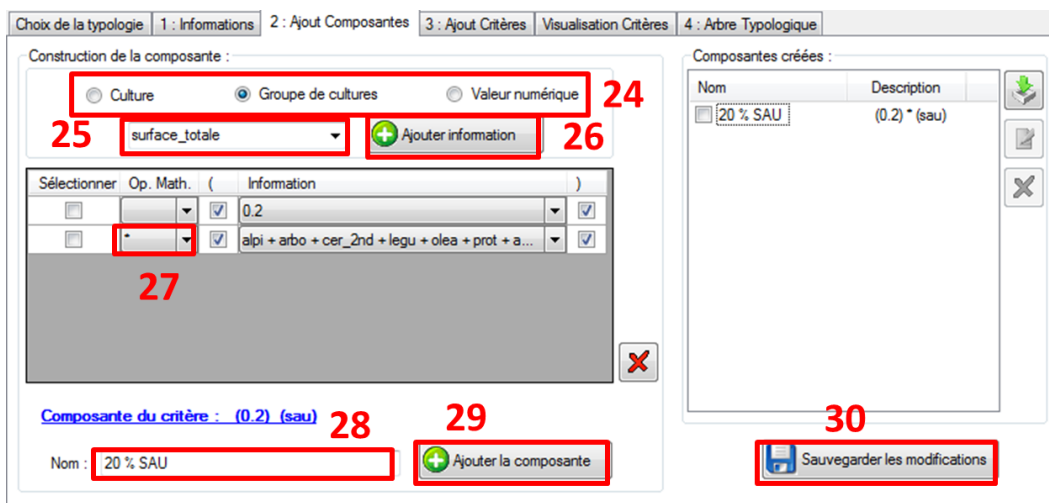 Choix de la typologie 1 : Informations 2 : Ajout Composantes 3 : Ajout Critères Visualisation Critères 4 : Arbre Typologique
Construction de la composante :
Culture Groupe de cultures Valeur numérique 24
25 surface_totale Ajouter information 26
Sélectionner Op. Math. ( Information )
0.2
* alpi + arbo + cer_2nd + legu + olea + prot + a...
27
Composante du critère : (0.2) (sau)
28
29
Nom : 20 % SAU Ajouter la composante
Composantes créées :
Nom Description
20 % SAU (0.2) * (sau)
30
Sauvegarder les modifications